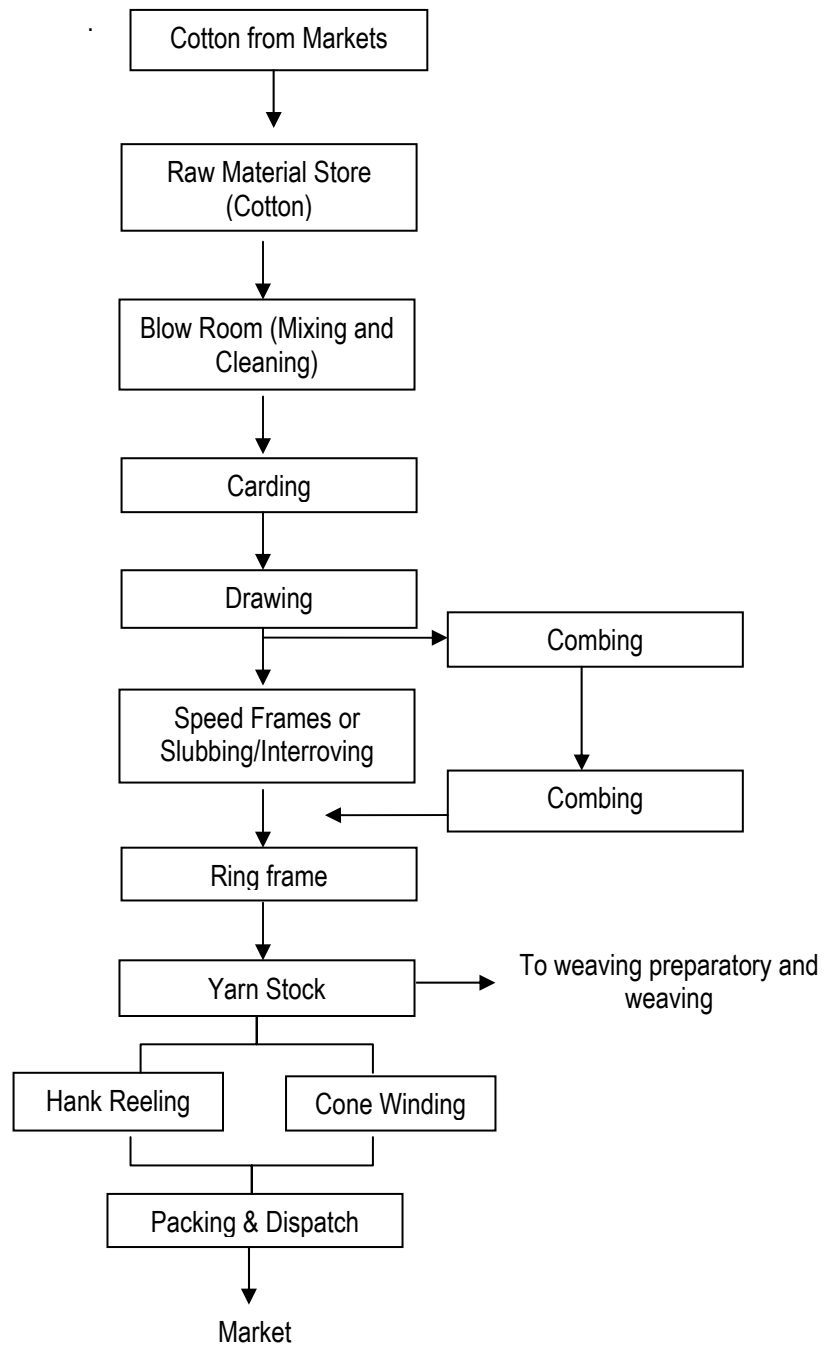 Cotton from Markets
Raw Material Store
(Cotton)
Blow Room (Mixing and
Cleaning)
Carding
Drawing
Combing
Speed Frames or
Slubbing/Interroving
Combing
Ring frame
Yarn Stock
To weaving preparatory and
weaving
Hank Reeling
Cone Winding
Packing & Dispatch
Market